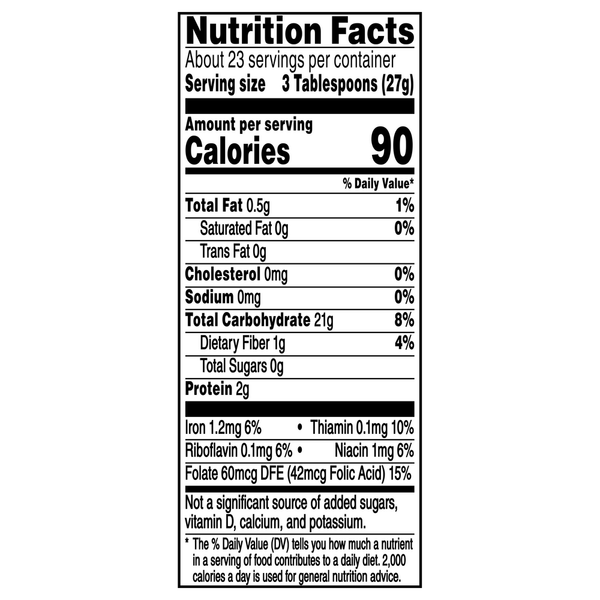 Nutrition Facts
About 23 servings per container
Serving size 3 Tablespoons (27g)
Amount per serving
Calories 90
% Daily Value*
Total Fat 0.5g 1%
Saturated Fat 0g 0%
Trans Fat 0g
Cholesterol 0mg 0%
Sodium 0mg 0%
Total Carbohydrate 21g 8%
Dietary Fiber 1g 4%
Total Sugars 0g
Protein 2g
Iron 1.2mg 6% • Thiamin 0.1mg 10%
Riboflavin 0.1mg 6% • Niacin 1mg 6%
Folate 60mcg DFE (42mcg Folic Acid) 15%
Not a significant source of added sugars,
vitamin D, calcium, and potassium.
* The % Daily Value (DV) tells you how much a nutrient
in a serving of food contributes to a daily diet. 2,000
calories a day is used for general nutrition advice.